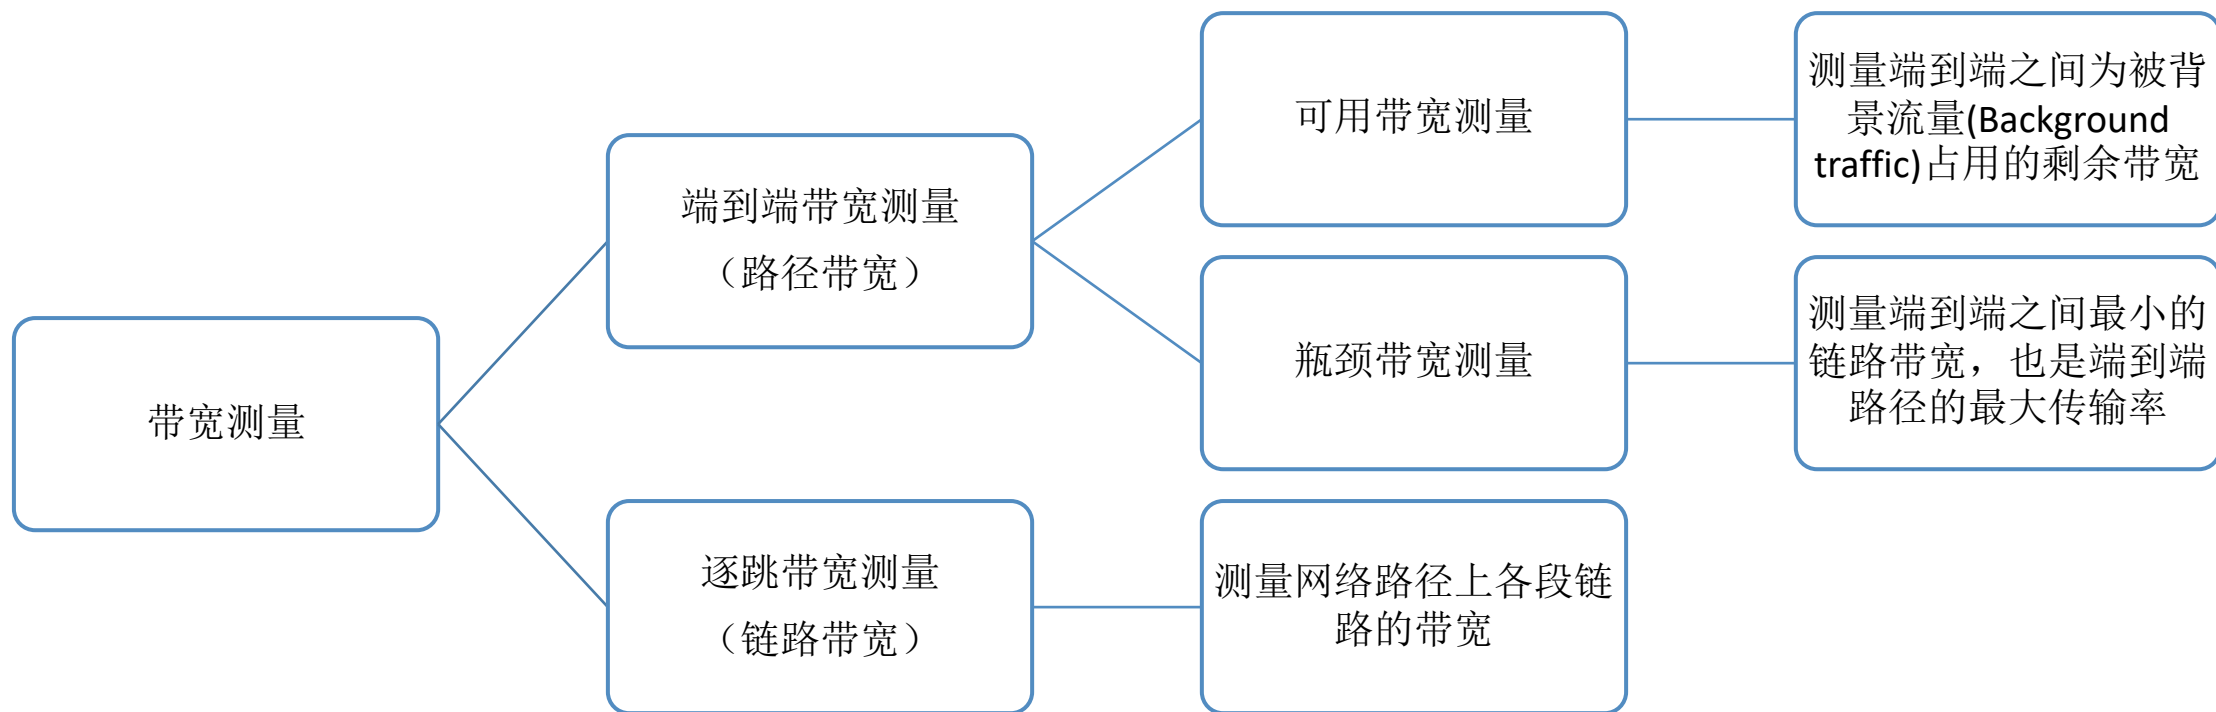 带宽测量
端到端带宽测量
（路径带宽）
可用带宽测量
测量端到端之间为被背
景流量(Background
traffic)占用的剩余带宽
瓶颈带宽测量
测量端到端之间最小的
链路带宽，也是端到端
路径的最大传输率
逐跳带宽测量
（链路带宽）
测量网络路径上各段链
路的带宽